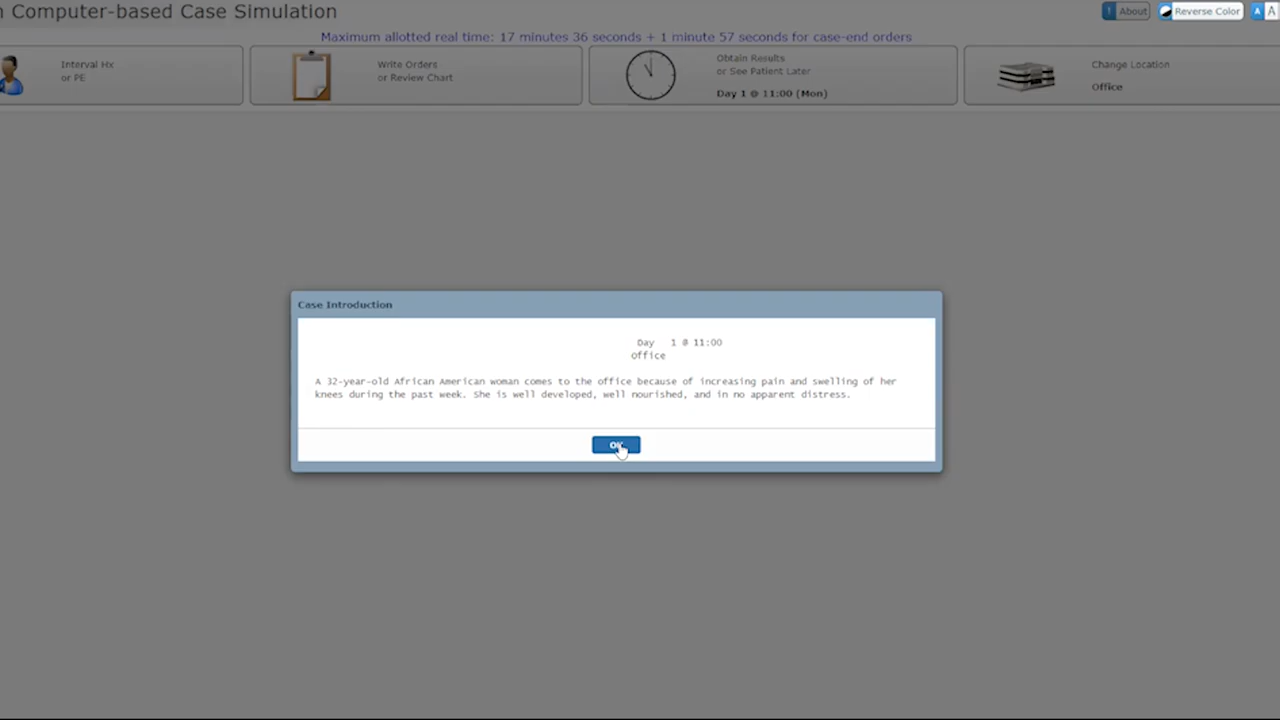 n Computer-based Case Simulation
About
Reverse Color
A A
Maximum allotted real time: 17 minutes 36 seconds + 1 minute 57 seconds for case-end orders
Interval Hx
or PE
Write Orders
or Review Chart
Obtain Results
or See Patient Later
Day 1 @ 11:00 (Mon)
Change Location
Office
Case Introduction
Day 1 @ 11:00
Office
A 32-year-old African American woman comes to the office because of increasing pain and swelling of her
knees during the past week. She is well developed, well nourished, and in no apparent distress.
OK